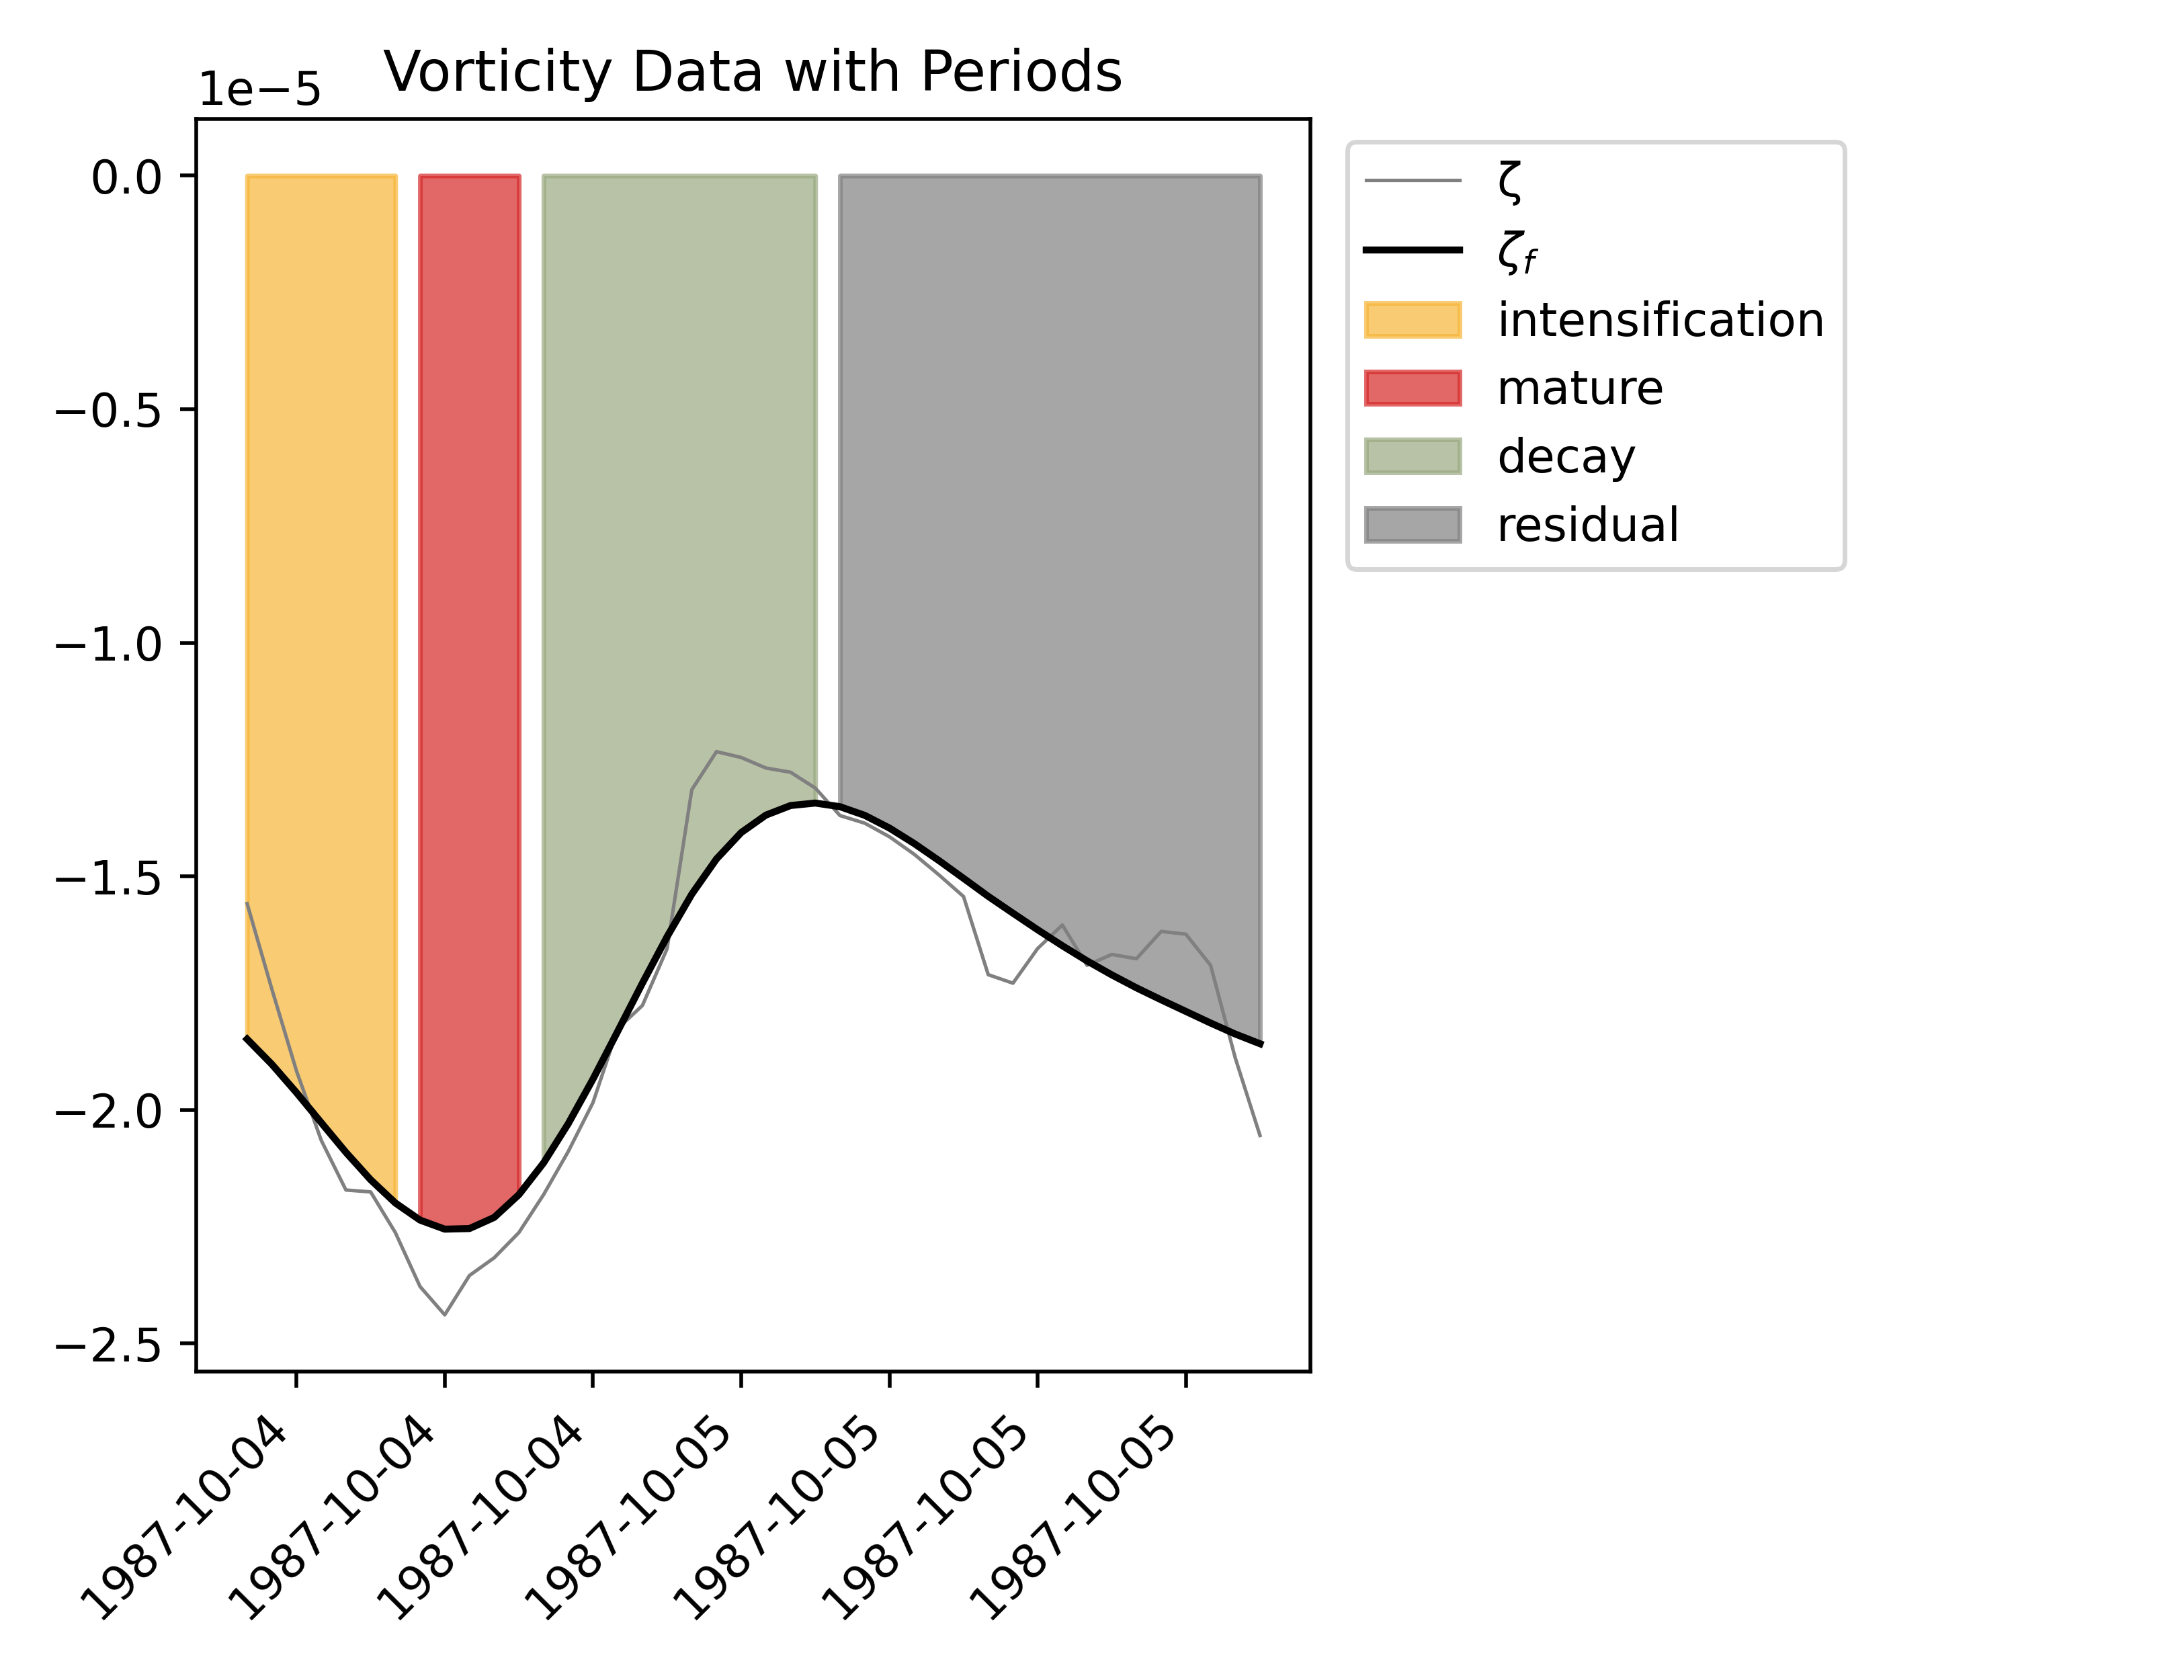 Vorticity Data with Periods
1e−5
0.0
−0.5
−1.0
−1.5
−2.0
−2.5
1987-10-04
1987-10-04
1987-10-04
1987-10-05
1987-10-05
1987-10-05
1987-10-05
ζ
ζf
intensification
mature
decay
residual